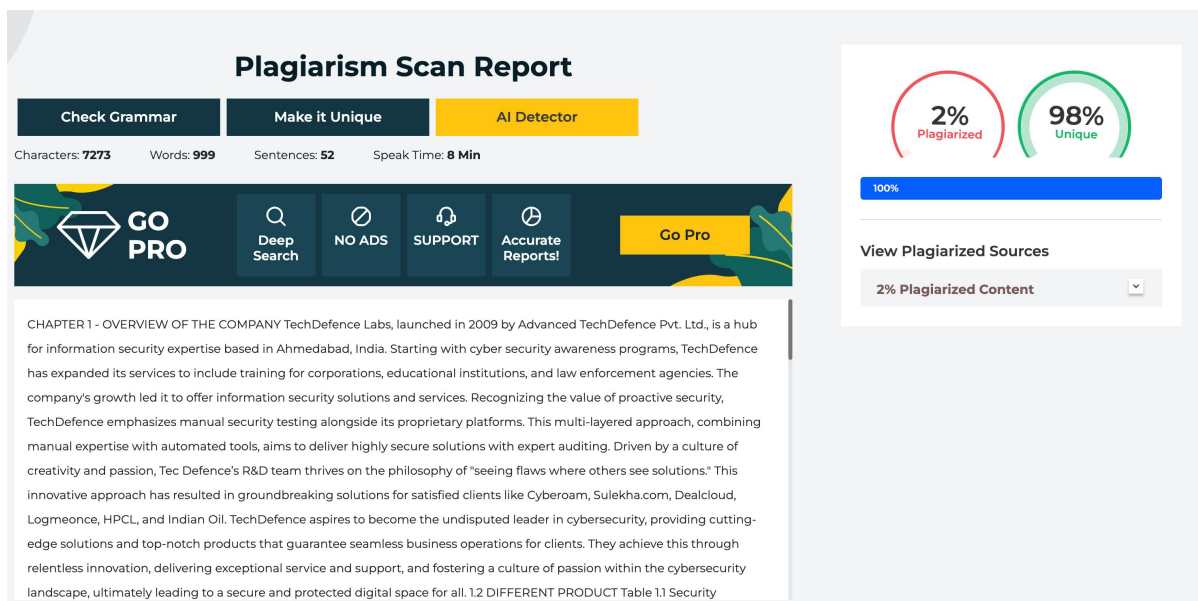 Plagiarism Scan Report
Check Grammar
Make it Unique
AI Detector
Characters: 7273 Words: 999 Sentences: 52 Speak Time: 8 Min
GO
PRO
Deep
Search
NO ADS
SUPPORT
Accurate
Reports!
Go Pro
CHAPTER 1 - OVERVIEW OF THE COMPANY TechDefence Labs, launched in 2009 by Advanced TechDefence Pvt. Ltd., is a hub
for information security expertise based in Ahmedabad, India. Starting with cyber security awareness programs, TechDefence
has expanded its services to include training for corporations, educational institutions, and law enforcement agencies. The
company's growth led it to offer information security solutions and services. Recognizing the value of proactive security,
TechDefence emphasizes manual security testing alongside its proprietary platforms. This multi-layered approach, combining
manual expertise with automated tools, aims to deliver highly secure solutions with expert auditing. Driven by a culture of
creativity and passion, Tec Defence’s R&D team thrives on the philosophy of "seeing flaws where others see solutions." This
innovative approach has resulted in groundbreaking solutions for satisfied clients like Cyberoam, Sulekha.com, Dealcloud,
Logmeonce, HPCL, and Indian Oil. TechDefence aspires to become the undisputed leader in cybersecurity, providing cutting-
edge solutions and top-notch products that guarantee seamless business operations for clients. They achieve this through
relentless innovation, delivering exceptional service and support, and fostering a culture of passion within the cybersecurity
landscape, ultimately leading to a secure and protected digital space for all. 1.2 DIFFERENT PRODUCT Table 1.1 Security
2%
Plagiarized
98%
Unique
100%
View Plagiarized Sources
2% Plagiarized Content